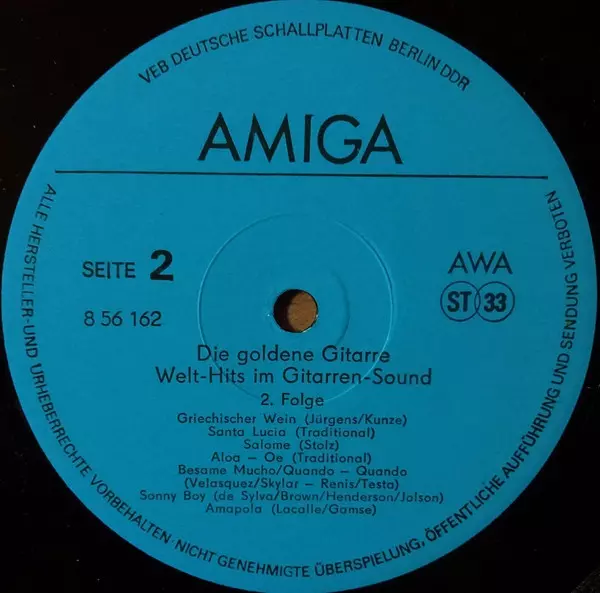 VEB DEUTSCHE SCHALLPLATTEN BERLIN DDR
AMIGA
SEITE 2
8 56 162
AWA
ST 33
Die goldene Gitarre
Welt-Hits im Gitarren-Sound
2. Folge
Griechischer Wein (Jürgens/Kunze)
Santa Lucia (Traditional)
Salome (Stolz)
Aloa – Oe (Traditional)
Besame Mucho/Quando – Quando
(Velasquez/Skylar – Renis/Testa)
Sonny Boy (de Sylva/Brown/Henderson/Jolson)
Amapola (Lacalle/Gamse)
ALLE HERSTELLER-UND URHEBERRECHTE VORBEHALTEN·NICHT GENEHMIGTE ÜBERSPIELUNG, ÖFFENTLICHE AUFFÜHRUNG UND SENDUNG VERBOTEN